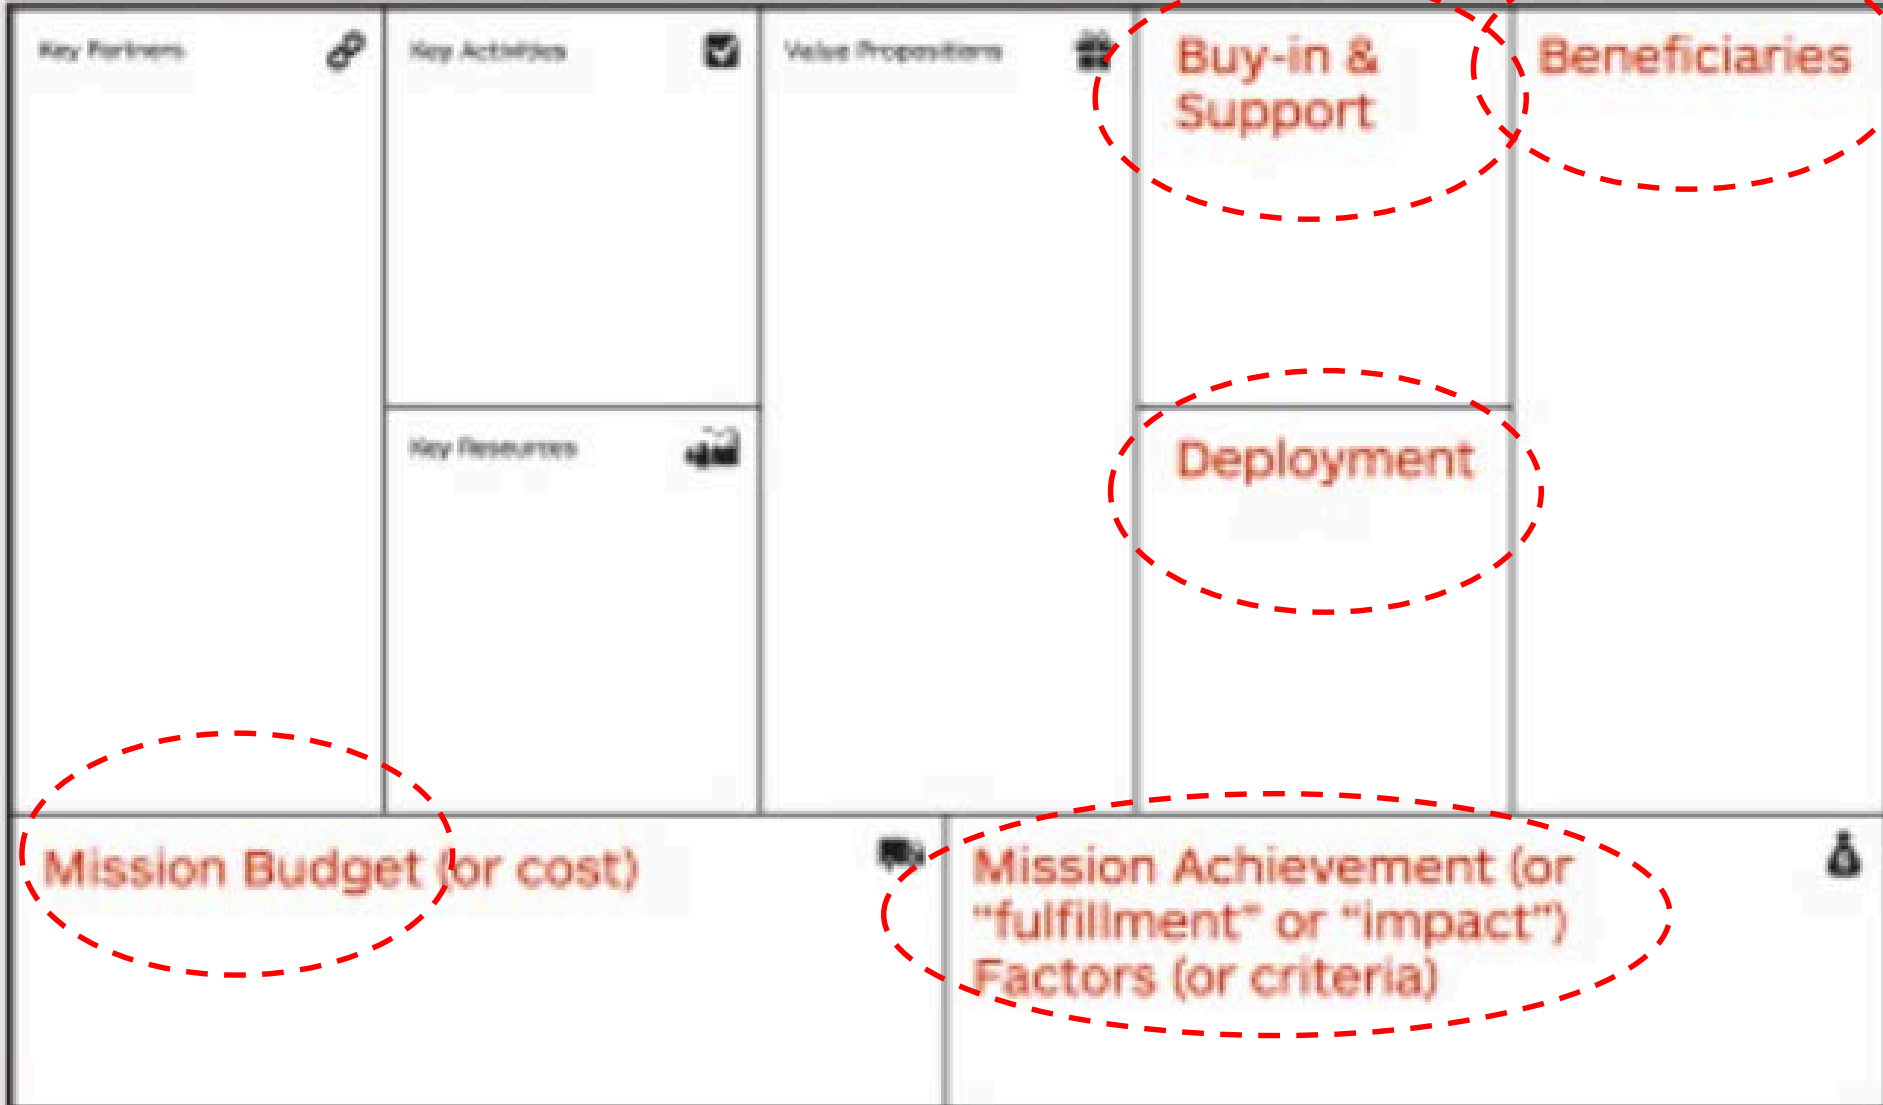 Key Partners
Key Activities
Value Propositions
Buy-in &
Support
Beneficiaries
Key Resources
Deployment
Mission Budget (or cost)
Mission Achievement (or
"fulfillment" or "impact")
Factors (or criteria)